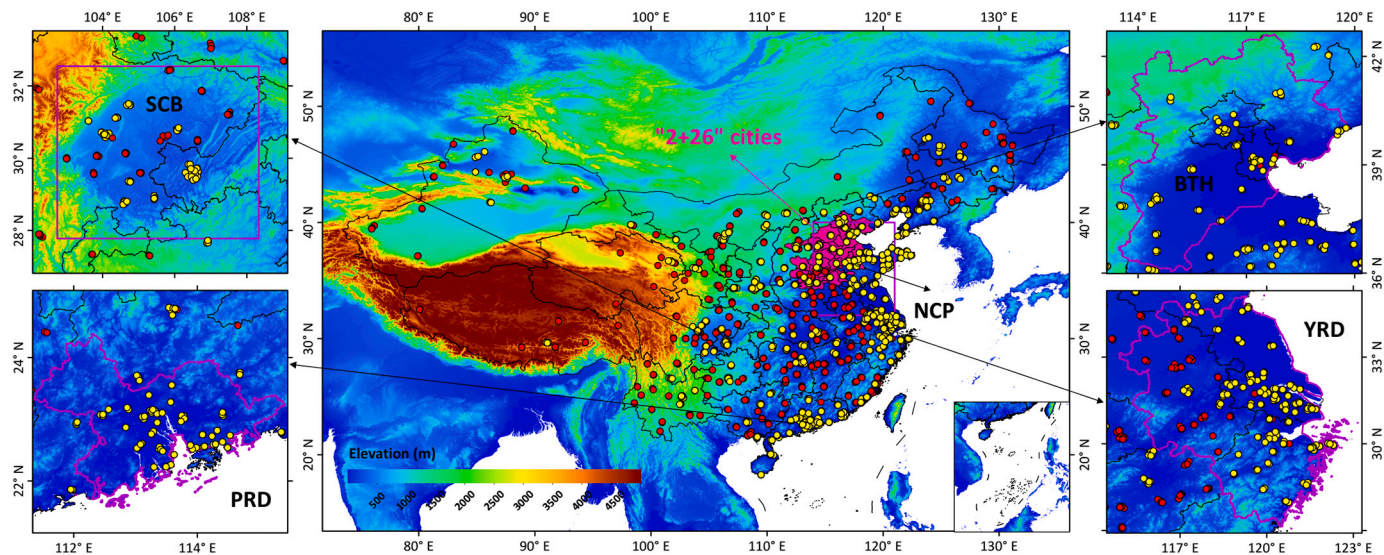 104° E 106° E 108° E
32° N
30° N
28° N
SCB
80° E 90° E 100° E 110° E 120° E 130° E
50° N
40° N
30° N
20° N
"2+26" cities
NCP
Elevation (m)
500 1000 1500 2000 2500 3000 3500 4000 4500
114° E 117° E 120° E
42° N
39° N
36° N
BTH
24° N
22° N
PRD
112° E 114° E
YRD
33° N
30° N
117° E 120° E 123° E